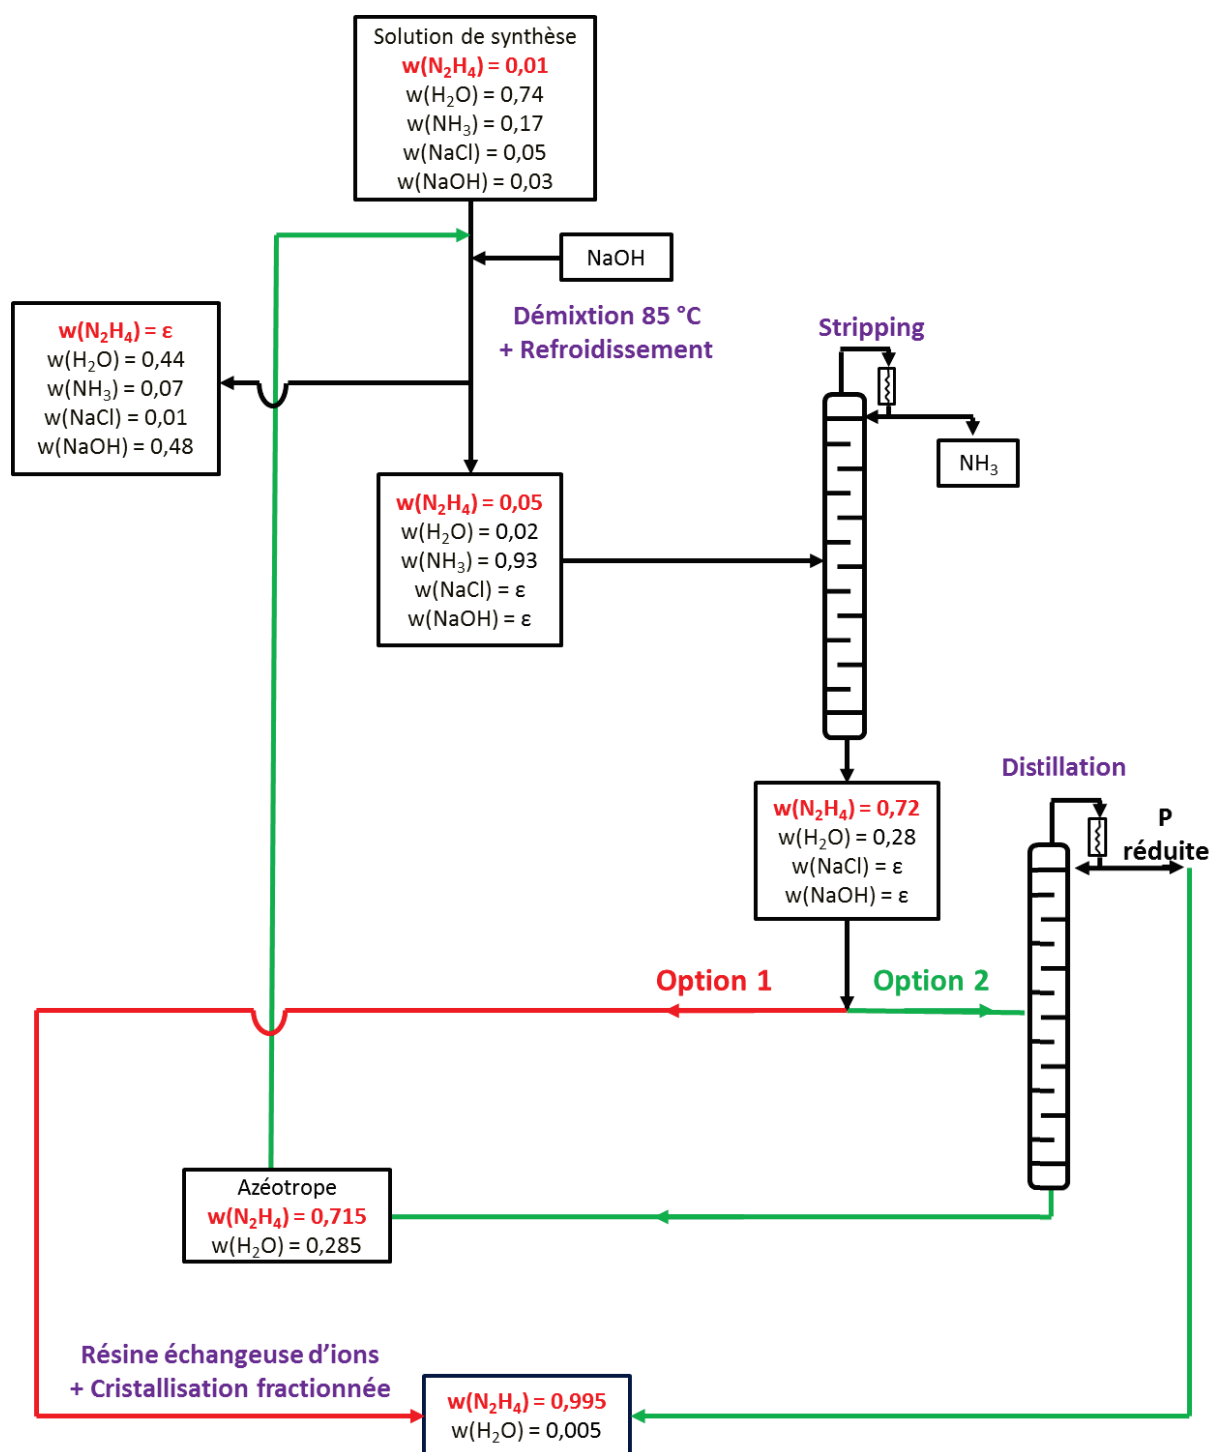 Solution de synthèse
w(N₂H₄) = 0,01
w(H₂O) = 0,74
w(NH₃) = 0,17
w(NaCl) = 0,05
w(NaOH) = 0,03
NaOH
Démixtion 85 °C
+ Refroidissement
w(N₂H₄) = ε
w(H₂O) = 0,44
w(NH₃) = 0,07
w(NaCl) = 0,01
w(NaOH) = 0,48
Stripping
NH₃
w(N₂H₄) = 0,05
w(H₂O) = 0,02
w(NH₃) = 0,93
w(NaCl) = ε
w(NaOH) = ε
w(N₂H₄) = 0,72
w(H₂O) = 0,28
w(NaCl) = ε
w(NaOH) = ε
Distillation
P
réduite
Option 1
Option 2
Azéotrope
w(N₂H₄) = 0,715
w(H₂O) = 0,285
Résine échangeuse d'ions
+ Cristallisation fractionnée
w(N₂H₄) = 0,995
w(H₂O) = 0,005